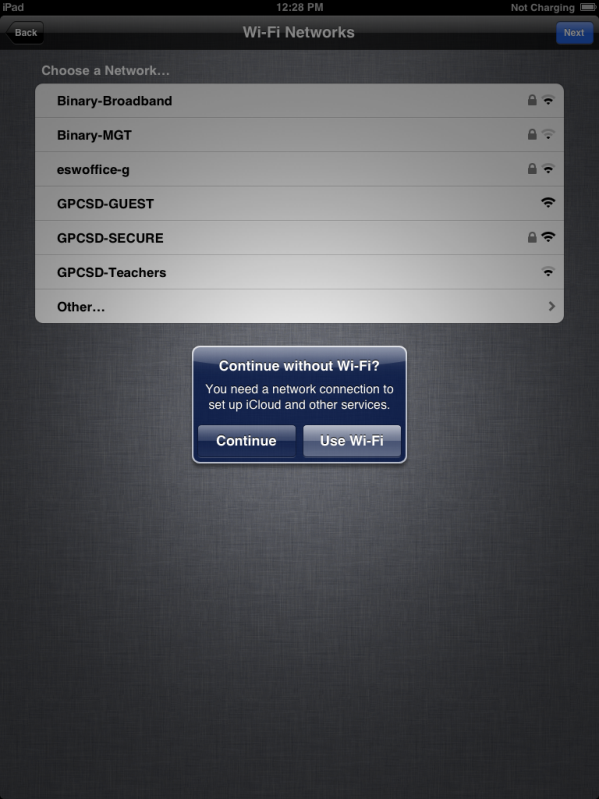 iPad 12:28 PM Not Charging
Back Wi-Fi Networks Next
Choose a Network...
Binary-Broadband
Binary-MGT
eswoffice-g
GPCSD-GUEST
GPCSD-SECURE
GPCSD-Teachers
Other...
Continue without Wi-Fi?
You need a network connection to
set up iCloud and other services.
Continue Use Wi-Fi